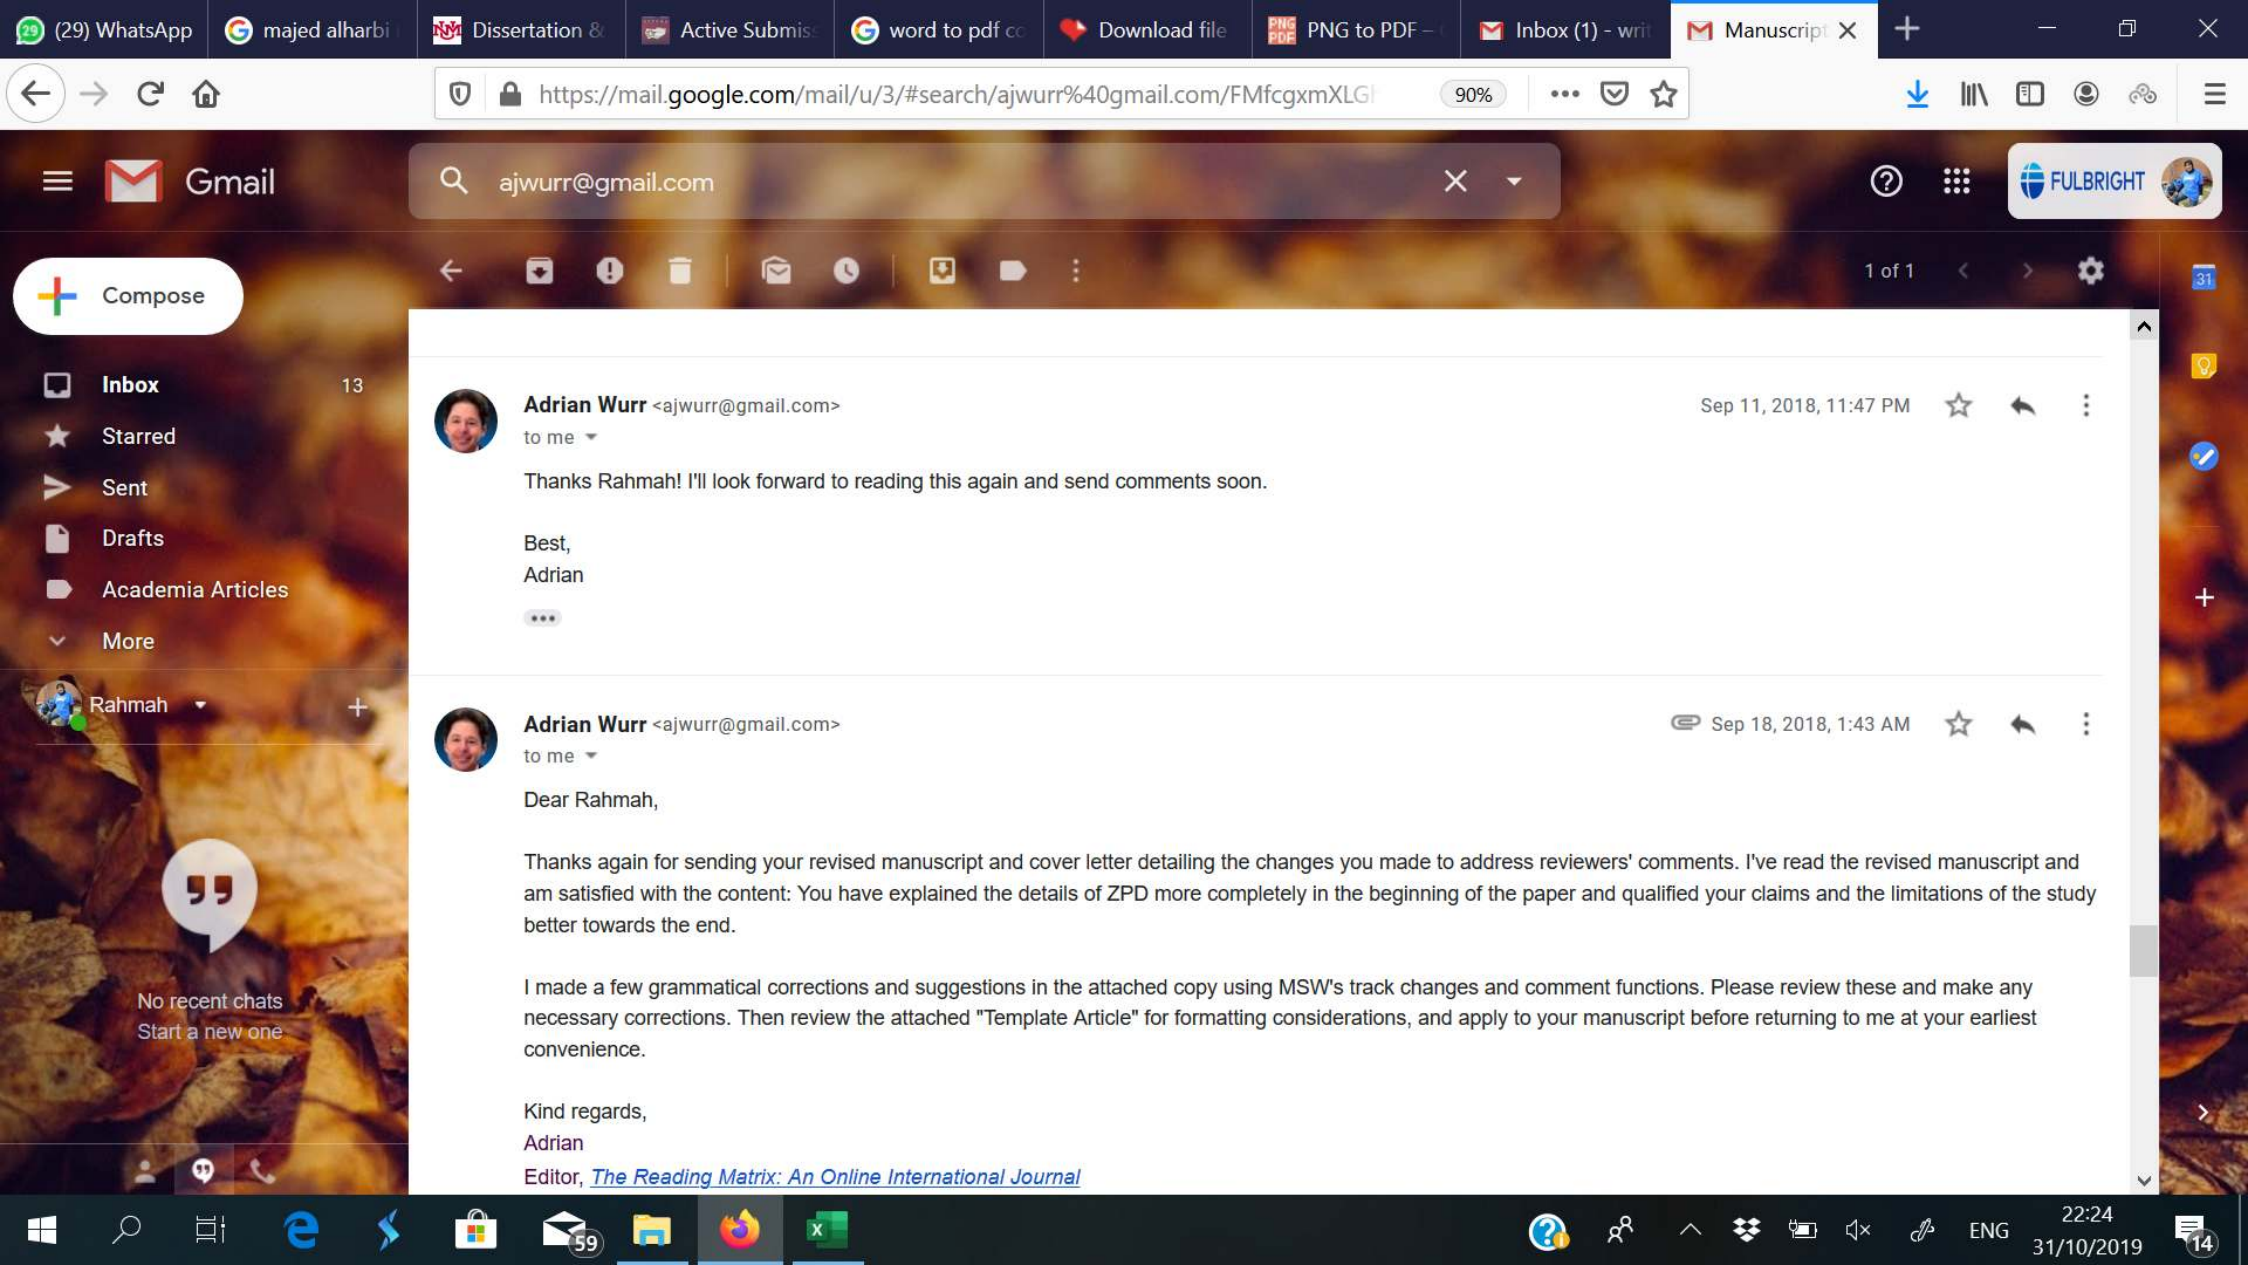 (29) WhatsApp
majed alharbi
Dissertation &
Active Submis
word to pdf co
Download file
PNG to PDF –
Inbox (1) - wri
Manuscrip
https://mail.google.com/mail/u/3/#search/ajwurr%40gmail.com/FMfcgxmXLG
90%
Gmail
ajwurr@gmail.com
FULBRIGHT
Compose
1 of 1
31
Inbox 13
Starred
Sent
Drafts
Academia Articles
More
Rahmah
No recent chats
Start a new one
Adrian Wurr <ajwurr@gmail.com> Sep 11, 2018, 11:47 PM
to me
Thanks Rahmah! I'll look forward to reading this again and send comments soon.
Best,
Adrian
Adrian Wurr <ajwurr@gmail.com> Sep 18, 2018, 1:43 AM
to me
Dear Rahmah,
Thanks again for sending your revised manuscript and cover letter detailing the changes you made to address reviewers' comments. I've read the revised manuscript and
am satisfied with the content: You have explained the details of ZPD more completely in the beginning of the paper and qualified your claims and the limitations of the study
better towards the end.
I made a few grammatical corrections and suggestions in the attached copy using MSW's track changes and comment functions. Please review these and make any
necessary corrections. Then review the attached "Template Article" for formatting considerations, and apply to your manuscript before returning to me at your earliest
convenience.
Kind regards,
Adrian
Editor, The Reading Matrix: An Online International Journal
59
ENG
22:24
31/10/2019
14